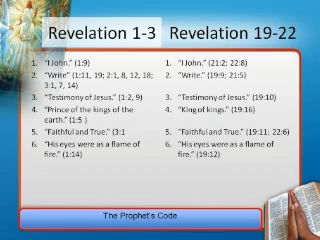 Revelation 1-3
Revelation 19-22
1. "I John." (1:9)
2. "Write" (1:11, 19; 2:1, 8, 12, 18;
3:1, 7, 14)
3. "Testimony of Jesus." (1:2, 9)
4. "Prince of the kings of the
earth." (1:5 )
5. "Faithful and True." (3:1
6. "His eyes were as a flame of
fire." (1:14)
1. "I John." (21:2; 22:8)
2. "Write." (19:9; 21:5)
3. "Testimony of Jesus." (19:10)
4. "King of kings." (19:16)
5. "Faithful and True." (19:11; 22:6)
6. "His eyes were as a flame of
fire." (19:12)
The Prophet's Code